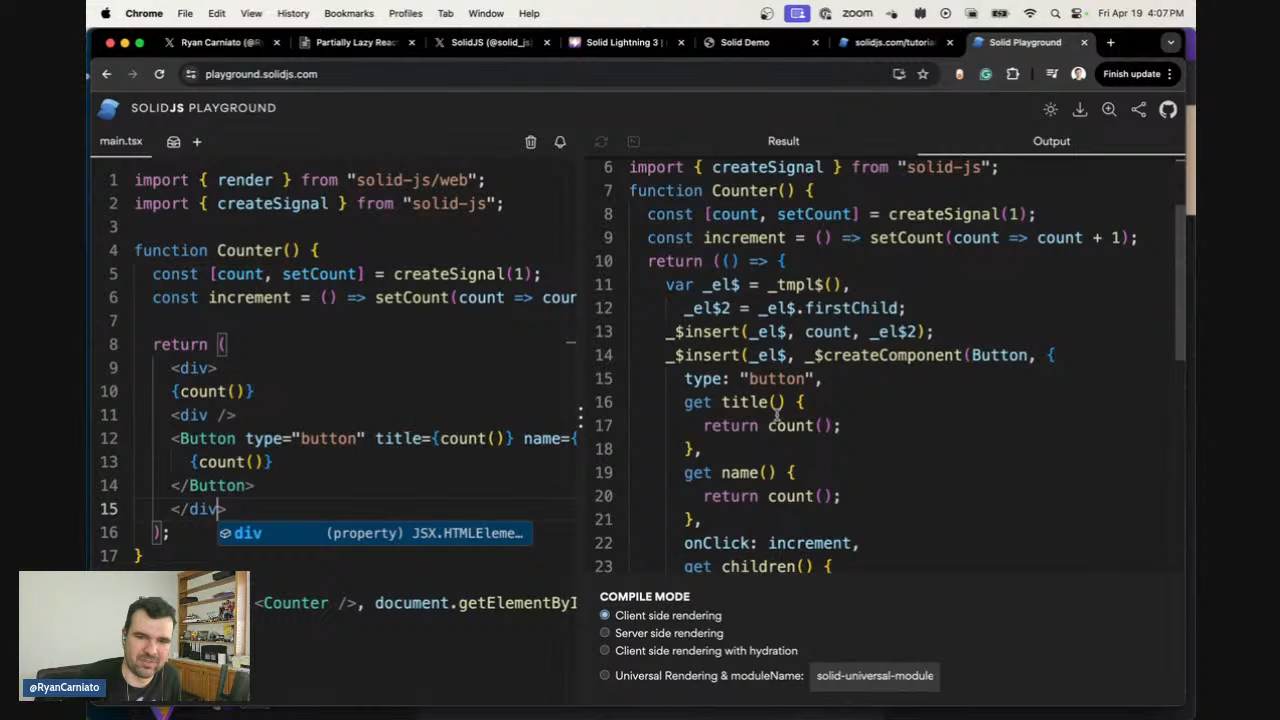 Chrome File Edit View History Bookmarks Profiles Tab Window Help zoom Fri Apr 19 4:07PM
Ryan Carniato (@R Partially Lazy Rea SolidJS (@solid_j Solid Lightning 3 | Solid Demo solidjs.com/tutoria Solid Playground
playground.solidjs.com Finish update
SOLIDJS PLAYGROUND
main.tsx Result Output
1 import { render } from "solid-js/web";
2 import { createSignal } from "solid-js";
3
4 function Counter() {
5 const [count, setCount] = createSignal(1);
6 const increment = () => setCount(count => coun
7
8 return (
9 <div>
10 {count()}
11 <div />
12 <Button type="button" title={count()} name={
13 {count()}
14 </Button>
15 </div>
div (property) JSX.HTMLEleme...
16 );
17 }
<Counter />, document.getElementByI
6 import { createSignal } from "solid-js";
7 function Counter() {
8 const [count, setCount] = createSignal(1);
9 const increment = () => setCount(count => count + 1);
10 return (() => {
11 var _el$ = _tmpl$(),
12 _el$2 = _el$.firstChild;
13 _$insert(_el$, count, _el$2);
14 _$insert(_el$, _$createComponent(Button, {
15 type: "button",
16 get title() {
17 return count();
18 },
19 get name() {
20 return count();
21 },
22 onClick: increment,
23 get children() {
COMPILE MODE
Client side rendering
Server side rendering
Client side rendering with hydration
Universal Rendering & moduleName: solid-universal-module
@RyanCarniato